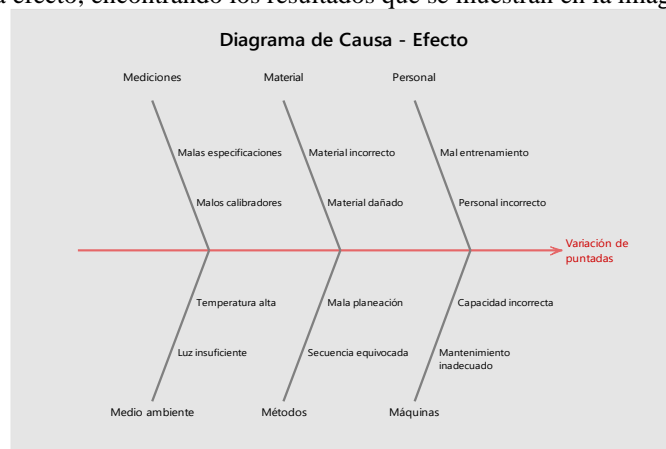 a efecto, encontrando los resultados que se muestran en la imag
Diagrama de Causa - Efecto
Mediciones
Material
Personal
Malas especificaciones
Material incorrecto
Mal entrenamiento
Malos calibradores
Material dañado
Personal incorrecto
Variación de
puntadas
Temperatura alta
Mala planeación
Capacidad incorrecta
Luz insuficiente
Secuencia equivocada
Mantenimiento
inadecuado
Medio ambiente
Métodos
Máquinas